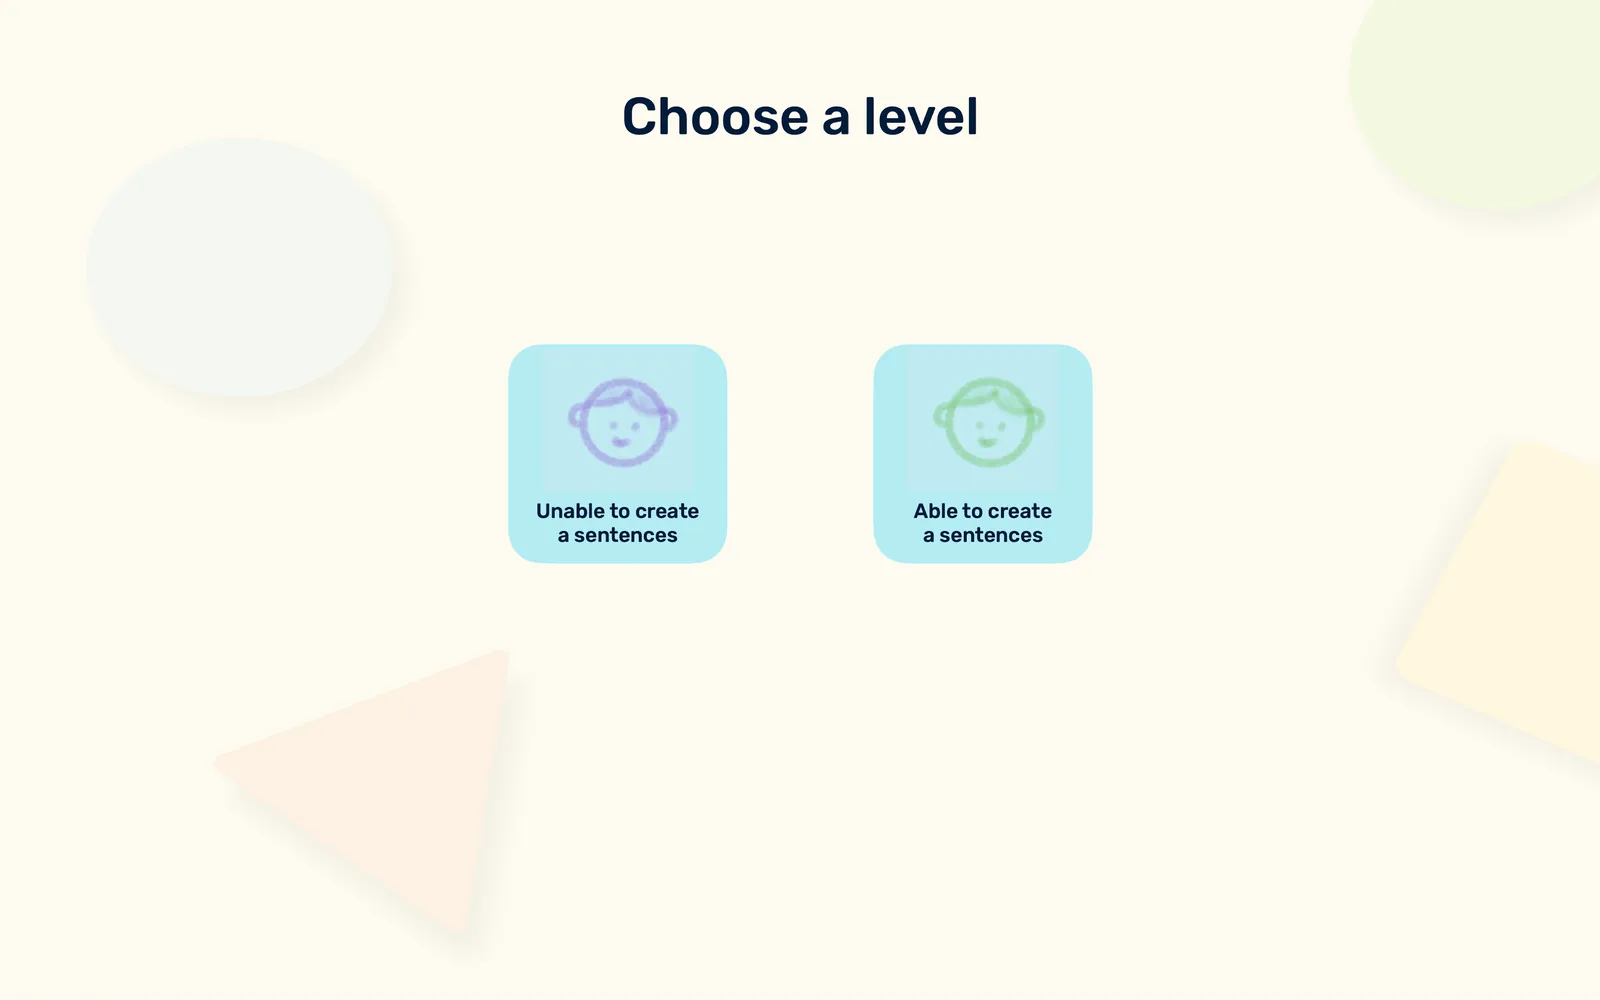 Choose a level
Unable to create
a sentences
Able to create
a sentences